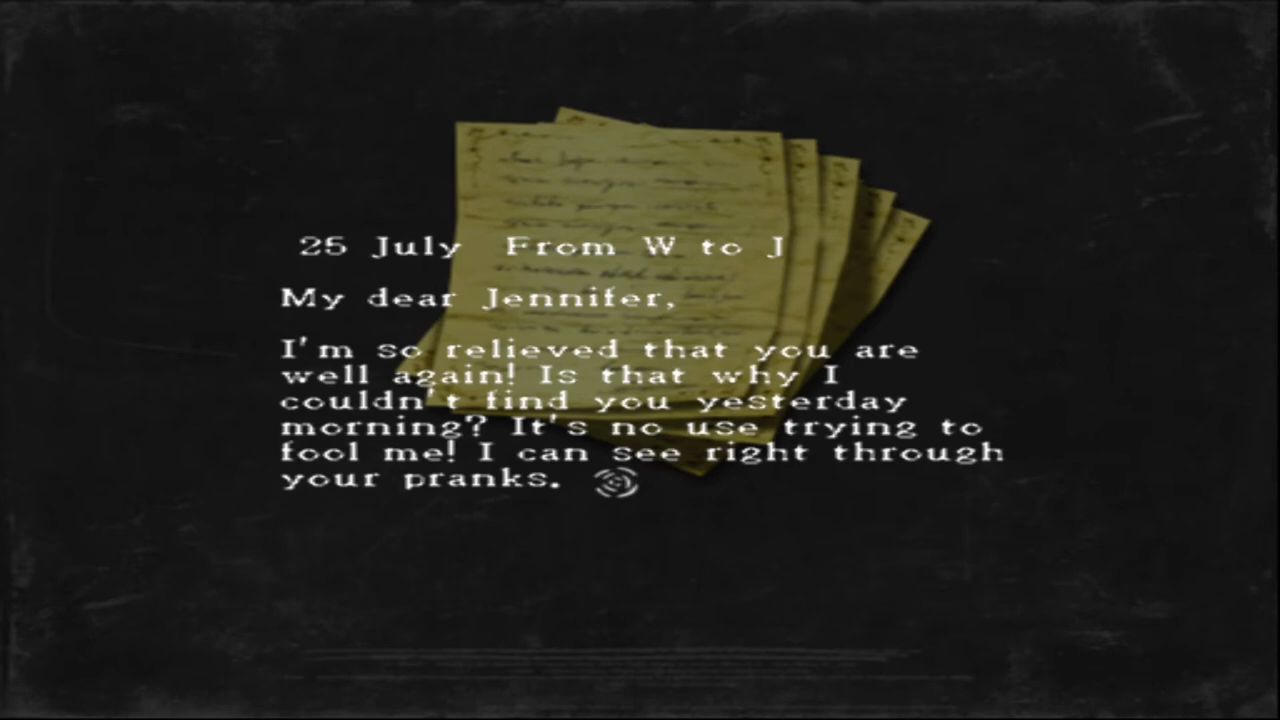 25 July From W to J
My dear Jennifer,
I'm so relieved that you are
well again! Is that why I
couldn't find you yesterday
morning? It's no use trying to
fool me! I can see right through
your pranks.